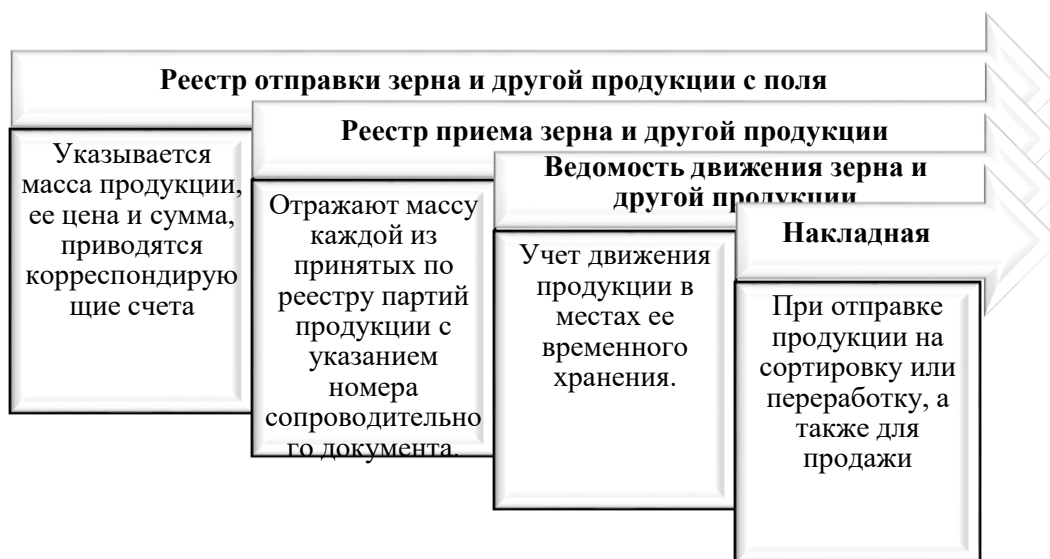 Реестр отправки зерна и другой продукции с поля
Указывается
масса продукции,
ее цена и сумма,
приводятся
корреспондирую
щие счета
Реестр приема зерна и другой продукции
Отражают массу
каждой из
принятых по
реестру партий
продукции с
указанием
номера
сопроводительно
го документа.
Ведомость движения зерна и
другой продукции
Учет движения
продукции в
местах ее
временного
хранения.
Накладная
При отправке
продукции на
сортировку или
переработку, а
также для
продажи